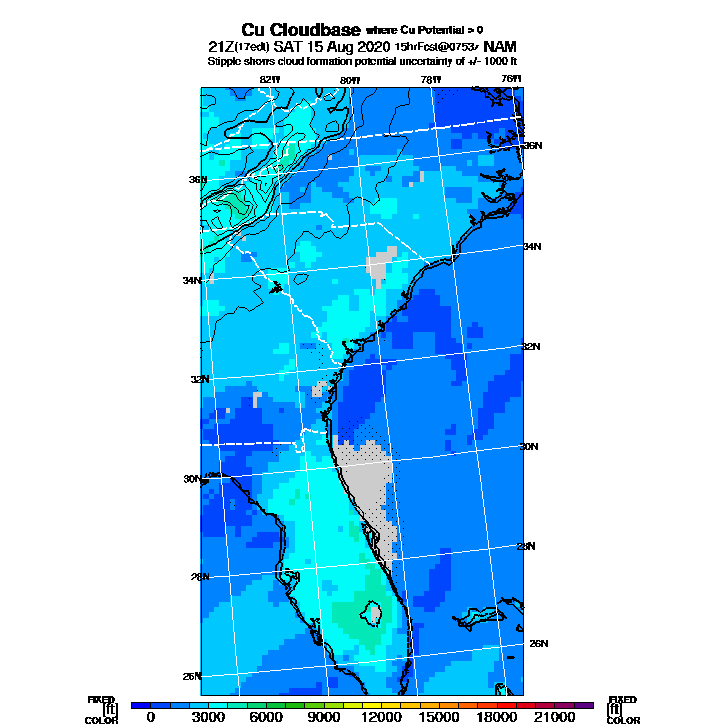 Cu Cloudbase where Cu Potential > 0
21Z(17edt) SAT 15 Aug 2020 15hrFcst@0753z NAM
Stipple shows cloud formation potential uncertainty of +/- 1000 ft
82W 80W 78W 76W
36N
36N
34N
34N
32N
32N
30N
30N
28N
28N
26N
26N
FIXED FIXED
[ft] [ft]
COLOR 0 3000 6000 9000 12000 15000 18000 21000 COLOR